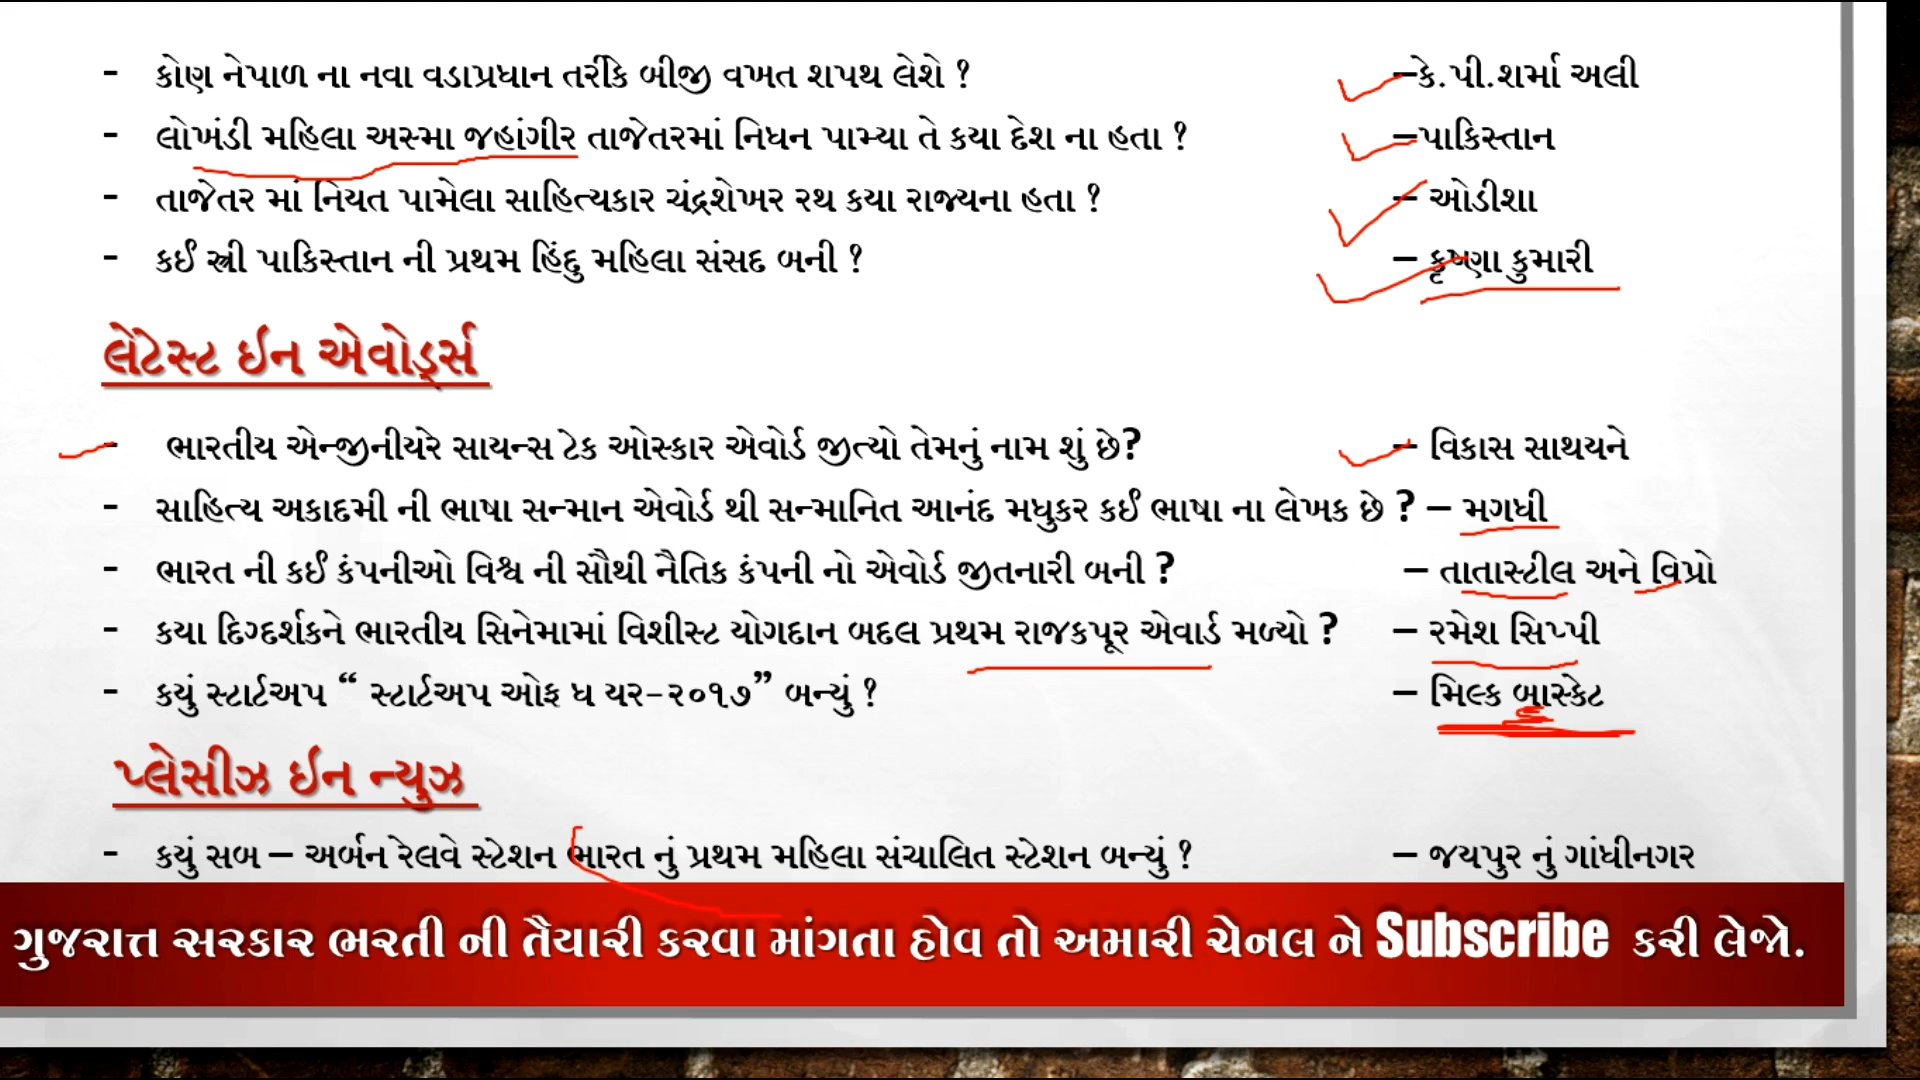 - કોણ નેપાળ ના નવા વડાપ્રધાન તરીકે બીજી વખત શપથ લેશે ? –કે.પી.શર્મા અલી
- લોખંડી મહિલા અસ્મા જહાંગીર તાજેતરમાં નિધન પામ્યા તે કયા દેશ ના હતા ? –પાકિસ્તાન
- તાજેતર માં નિયત પામેલા સાહિત્યકાર ચંદ્રશેખર રથ કયા રાજ્યના હતા ? – ઓડીશા
- કઈ સ્ત્રી પાકિસ્તાન ની પ્રથમ હિંદુ મહિલા સંસદ બની ? – કૃષ્ણા કુમારી
લેટેસ્ટ ઈન એવોર્ડ્સ
- ભારતીય એન્જીનીયરે સાયન્સ ટેક ઓસ્કાર એવોર્ડ જીત્યો તેમનું નામ શું છે? – વિકાસ સાથયને
- સાહિત્ય અકાદમી ની ભાષા સન્માન એવોર્ડ થી સન્માનિત આનંદ મધુકર કઈ ભાષા ના લેખક છે ? – મગધી
- ભારત ની કઈ કંપનીઓ વિશ્વ ની સૌથી નૈતિક કંપની નો એવોર્ડ જીતનારી બની ? – તાતાસ્ટીલ અને વિપ્રો
- કયા દિગ્દર્શકને ભારતીય સિનેમામાં વિશીસ્ટ યોગદાન બદલ પ્રથમ રાજકપૂર એવાર્ડ મળ્યો ? – રમેશ સિપ્પી
- કયું સ્ટાર્ટઅપ “ સ્ટાર્ટઅપ ઓફ ધ યર-૨૦૧૭” બન્યું ? – મિલ્ક બાસ્કેટ
પ્લેસીઝ ઈન ન્યુઝ
- કયું સબ – અર્બન રેલવે સ્ટેશન ભારત નું પ્રથમ મહિલા સંચાલિત સ્ટેશન બન્યું ? – જયપુર નું ગાંધીનગર
ગુજરાત્ત સરકાર ભરતી ની તૈયારી કરવા માંગતા હોવ તો અમારી ચેનલ ને Subscribe કરી લેજો.